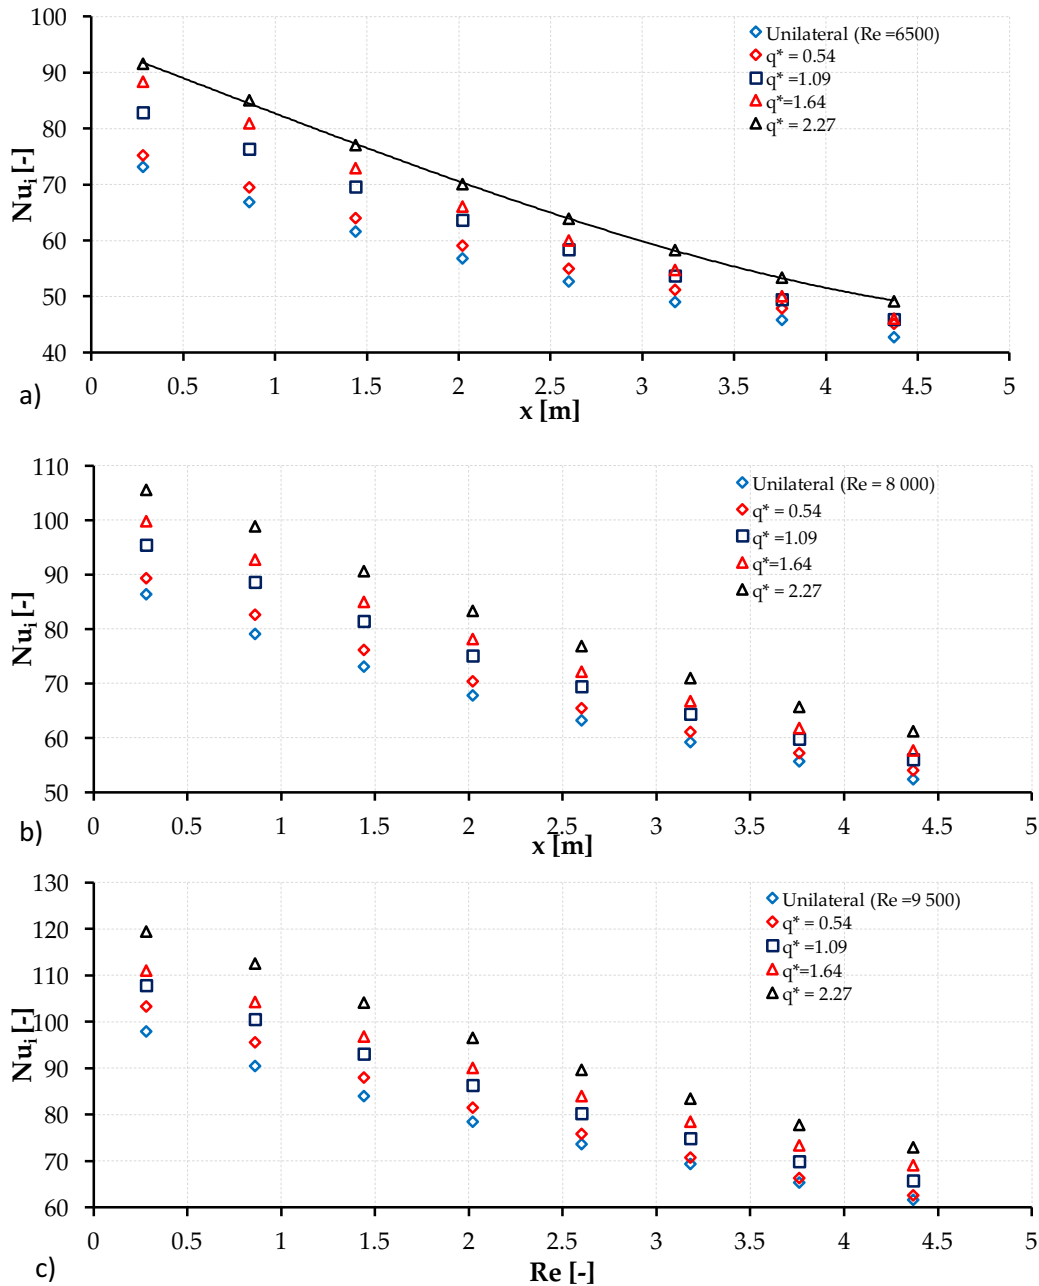 100
90
80
70
60
50
40
Nuᵢ [-]
Unilateral (Re =6500)
q* = 0.54
q* =1.09
q*=1.64
q* = 2.27
0 0.5 1 1.5 2 2.5 3 3.5 4 4.5 5
a)
x [m]
110
100
90
80
70
60
50
Nuᵢ [-]
Unilateral (Re = 8 000)
q* = 0.54
q* =1.09
q*=1.64
q* = 2.27
0 0.5 1 1.5 2 2.5 3 3.5 4 4.5 5
b)
x [m]
130
120
110
100
90
80
70
60
Nuᵢ [-]
Unilateral (Re =9 500)
q* = 0.54
q* =1.09
q*=1.64
q* = 2.27
0 0.5 1 1.5 2 2.5 3 3.5 4 4.5 5
c)
Re [-]